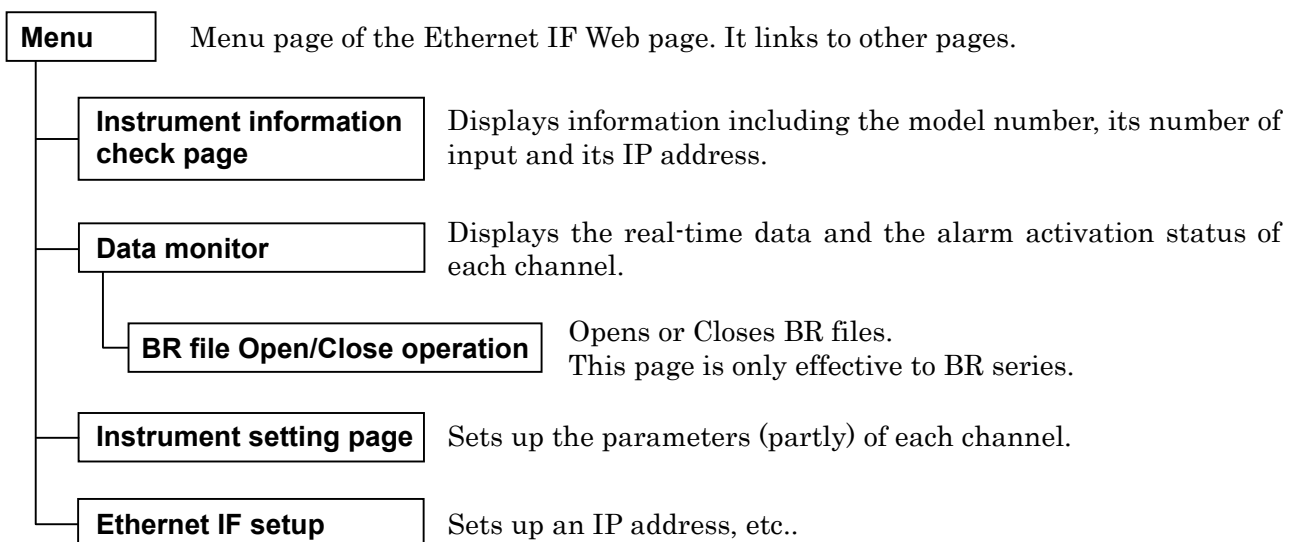 Menu
Menu page of the Ethernet IF Web page. It links to other pages.
Instrument information
check page
Displays information including the model number, its number of
input and its IP address.
Data monitor
Displays the real-time data and the alarm activation status of
each channel.
BR file Open/Close operation
Opens or Closes BR files.
This page is only effective to BR series.
Instrument setting page
Sets up the parameters (partly) of each channel.
Ethernet IF setup
Sets up an IP address, etc..